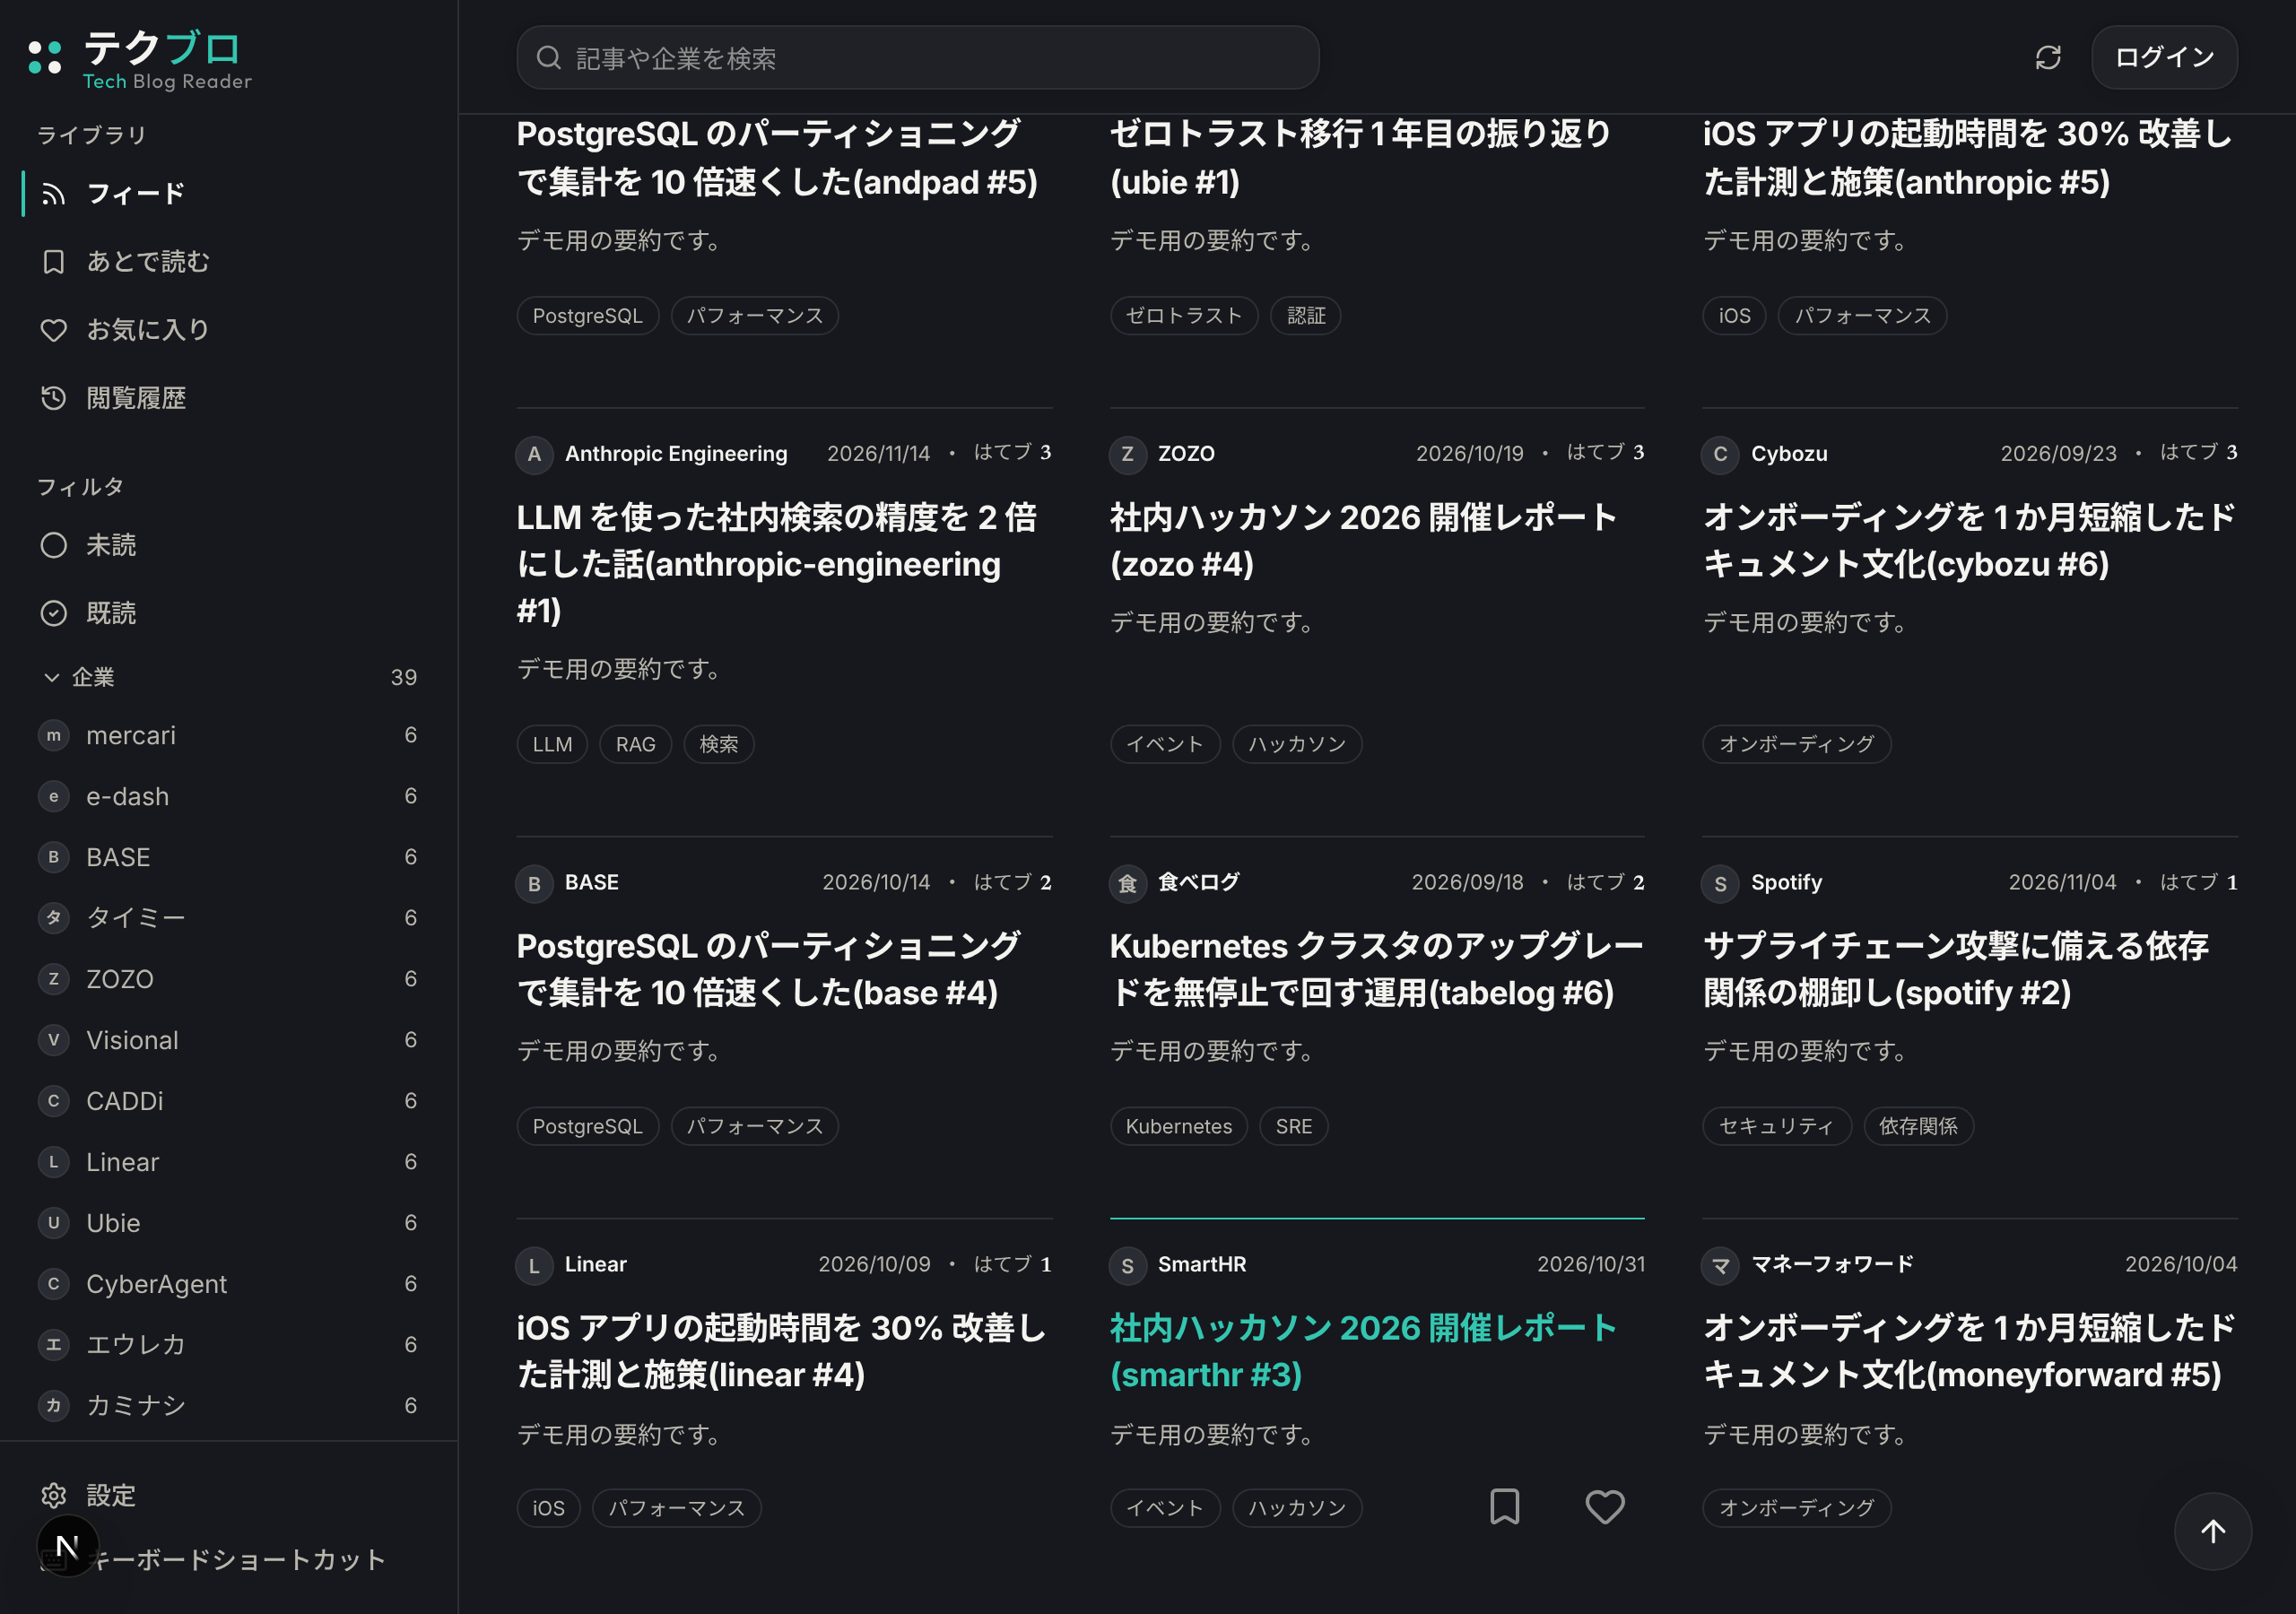 テクブロ
Tech Blog Reader
ライブラリ
フィード
あとで読む
お気に入り
閲覧履歴
フィルタ
未読
既読
企業 39
m mercari 6
e e-dash 6
B BASE 6
タ タイミー 6
Z ZOZO 6
V Visional 6
C CADDi 6
L Linear 6
U Ubie 6
C CyberAgent 6
エ エウレカ 6
カ カミナシ 6
設定
N
キーボードショートカット
記事や企業を検索
ログイン
PostgreSQL のパーティショニング
で集計を 10 倍速くした(andpad #5)
デモ用の要約です。
PostgreSQL パフォーマンス
ゼロトラスト移行 1 年目の振り返り
(ubie #1)
デモ用の要約です。
ゼロトラスト 認証
iOS アプリの起動時間を 30% 改善し
た計測と施策(anthropic #5)
デモ用の要約です。
iOS パフォーマンス
A Anthropic Engineering 2026/11/14 ・ はてブ 3
LLM を使った社内検索の精度を 2 倍
にした話(anthropic-engineering
#1)
デモ用の要約です。
LLM RAG 検索
Z ZOZO 2026/10/19 ・ はてブ 3
社内ハッカソン 2026 開催レポート
(zozo #4)
デモ用の要約です。
イベント ハッカソン
C Cybozu 2026/09/23 ・ はてブ 3
オンボーディングを 1 か月短縮したド
キュメント文化(cybozu #6)
デモ用の要約です。
オンボーディング
B BASE 2026/10/14 ・ はてブ 2
PostgreSQL のパーティショニング
で集計を 10 倍速くした(base #4)
デモ用の要約です。
PostgreSQL パフォーマンス
食 食べログ 2026/09/18 ・ はてブ 2
Kubernetes クラスタのアップグレー
ドを無停止で回す運用(tabelog #6)
デモ用の要約です。
Kubernetes SRE
S Spotify 2026/11/04 ・ はてブ 1
サプライチェーン攻撃に備える依存
関係の棚卸し(spotify #2)
デモ用の要約です。
セキュリティ 依存関係
L Linear 2026/10/09 ・ はてブ 1
iOS アプリの起動時間を 30% 改善し
た計測と施策(linear #4)
デモ用の要約です。
iOS パフォーマンス
S SmartHR 2026/10/31
社内ハッカソン 2026 開催レポート
(smarthr #3)
デモ用の要約です。
イベント ハッカソン
マ マネーフォワード 2026/10/04
オンボーディングを 1 か月短縮したド
キュメント文化(moneyforward #5)
デモ用の要約です。
オンボーディング